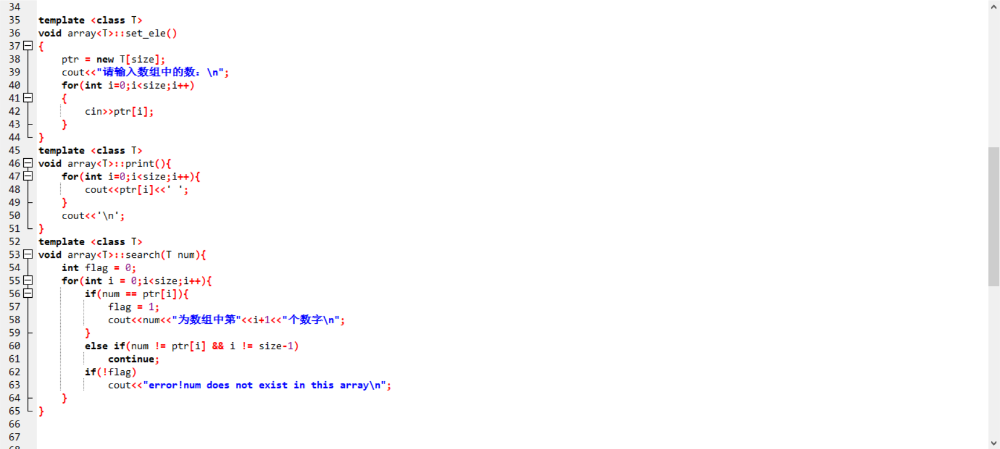 34
35 template <class T>
36 void array<T>::set_ele()
37 {
38     ptr = new T[size];
39     cout<<"请输入数组中的数：\n";
40     for(int i=0;i<size;i++)
41     {
42         cin>>ptr[i];
43     }
44 }
45 template <class T>
46 void array<T>::print(){
47     for(int i=0;i<size;i++){
48         cout<<ptr[i]<<' ';
49     }
50     cout<<'\n';
51 }
52 template <class T>
53 void array<T>::search(T num){
54     int flag = 0;
55     for(int i = 0;i<size;i++){
56         if(num == ptr[i]){
57             flag = 1;
58             cout<<num<<"为数组中第"<<i+1<<"个数字\n";
59         }
60         else if(num != ptr[i] && i != size-1)
61             continue;
62         if(!flag)
63             cout<<"error!num does not exist in this array\n";
64     }
65 }
66
67